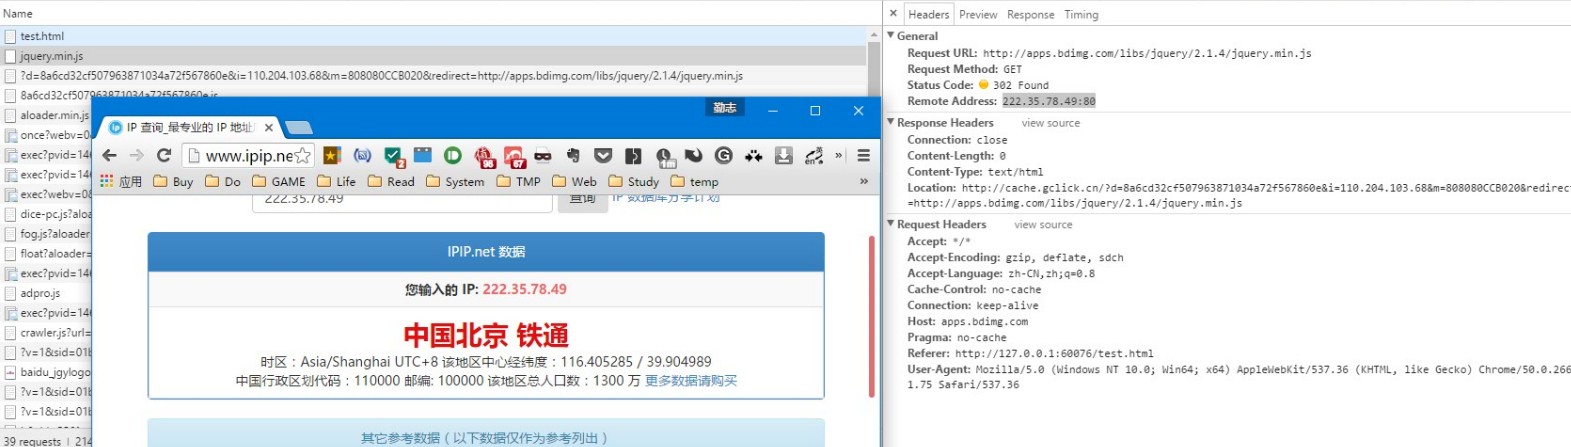 Name
test.html
jquery.min.js
?d=8a6cd32cf507963871034a72f567860e&i=110.204.103.68&m=808080CCB020&redirect=http://apps.bdimg.com/libs/jquery/2.1.4/jquery.min.js
8a6cd32cf507963871034a72f567860e.js
aloader.min.js
once?webv=0
exec?pvid=146
exec?pvid=146
exec?webv=0&
dice-pc.js?aloa
fog.js?aloader
float?aloader=
exec?pvid=146
adpro.js
exec?pvid=146
crawler.js?url=
?v=1&sid=01b
baidu_jgylogo
?v=1&sid=01b
?v=1&sid=01b
39 requests | 214
勤志
IP 查询_最专业的 IP 地址
www.ipip.ne
2
96
67
1m
en
应用 Buy Do GAME Life Read System TMP Web Study temp »
222.35.78.49 查询 IP 数据库分享计划
IPIP.net 数据
您输入的 IP: 222.35.78.49
中国北京 铁通
时区：Asia/Shanghai UTC+8 该地区中心经纬度：116.405285 / 39.904989
中国行政区划代码：110000 邮编: 100000 该地区总人口数：1300 万 更多数据请购买
其它参考数据（以下数据仅作为参考列出）
× Headers Preview Response Timing
General
Request URL: http://apps.bdimg.com/libs/jquery/2.1.4/jquery.min.js
Request Method: GET
Status Code: 302 Found
Remote Address: 222.35.78.49:80
Response Headers view source
Connection: close
Content-Length: 0
Content-Type: text/html
Location: http://cache.gclick.cn/?d=8a6cd32cf507963871034a72f567860e&i=110.204.103.68&m=808080CCB020&redirect
=http://apps.bdimg.com/libs/jquery/2.1.4/jquery.min.js
Request Headers view source
Accept: */*
Accept-Encoding: gzip, deflate, sdch
Accept-Language: zh-CN,zh;q=0.8
Cache-Control: no-cache
Connection: keep-alive
Host: apps.bdimg.com
Pragma: no-cache
Referer: http://127.0.0.1:60076/test.html
User-Agent: Mozilla/5.0 (Windows NT 10.0; Win64; x64) AppleWebKit/537.36 (KHTML, like Gecko) Chrome/50.0.266
1.75 Safari/537.36